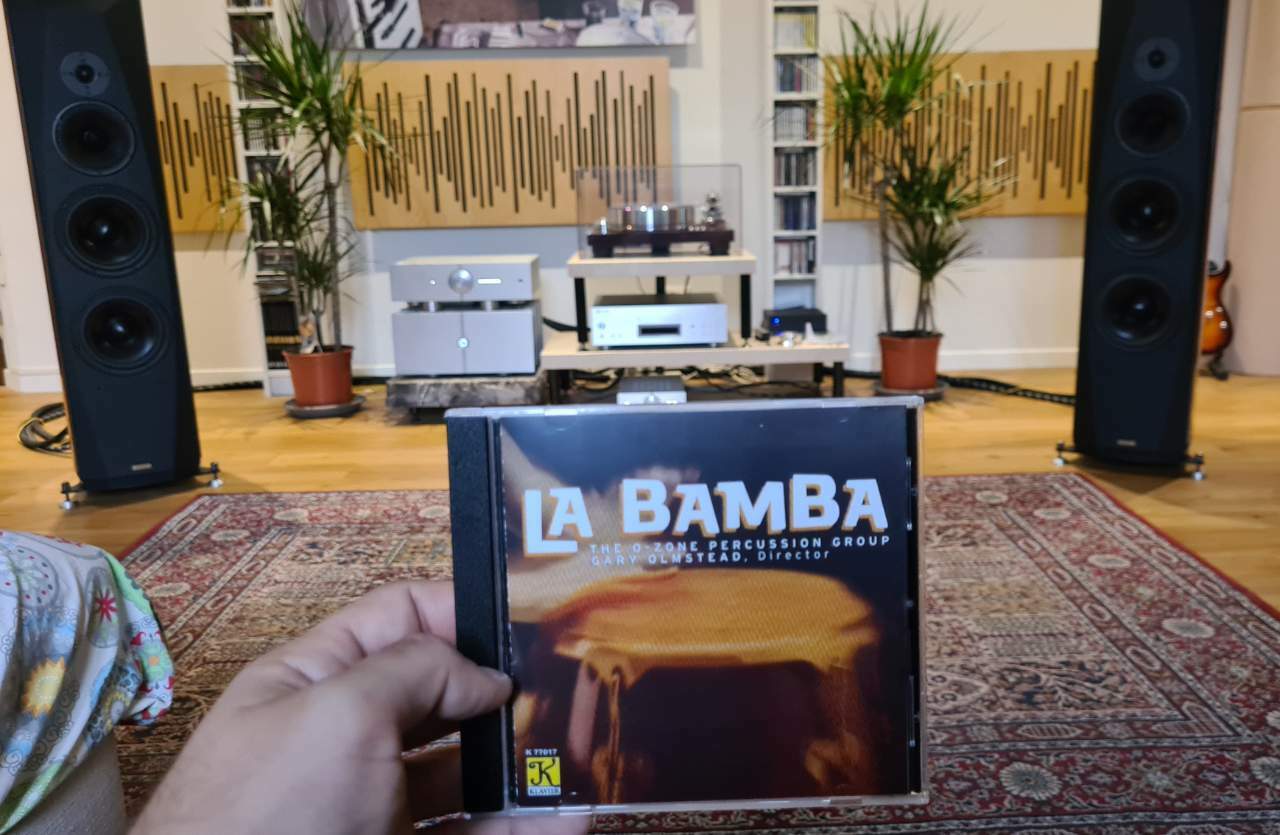 LA BAMBA
THE O-ZONE PERCUSSION GROUP
GARY OLMSTEAD, Director
K 77017
K
KLAVIER